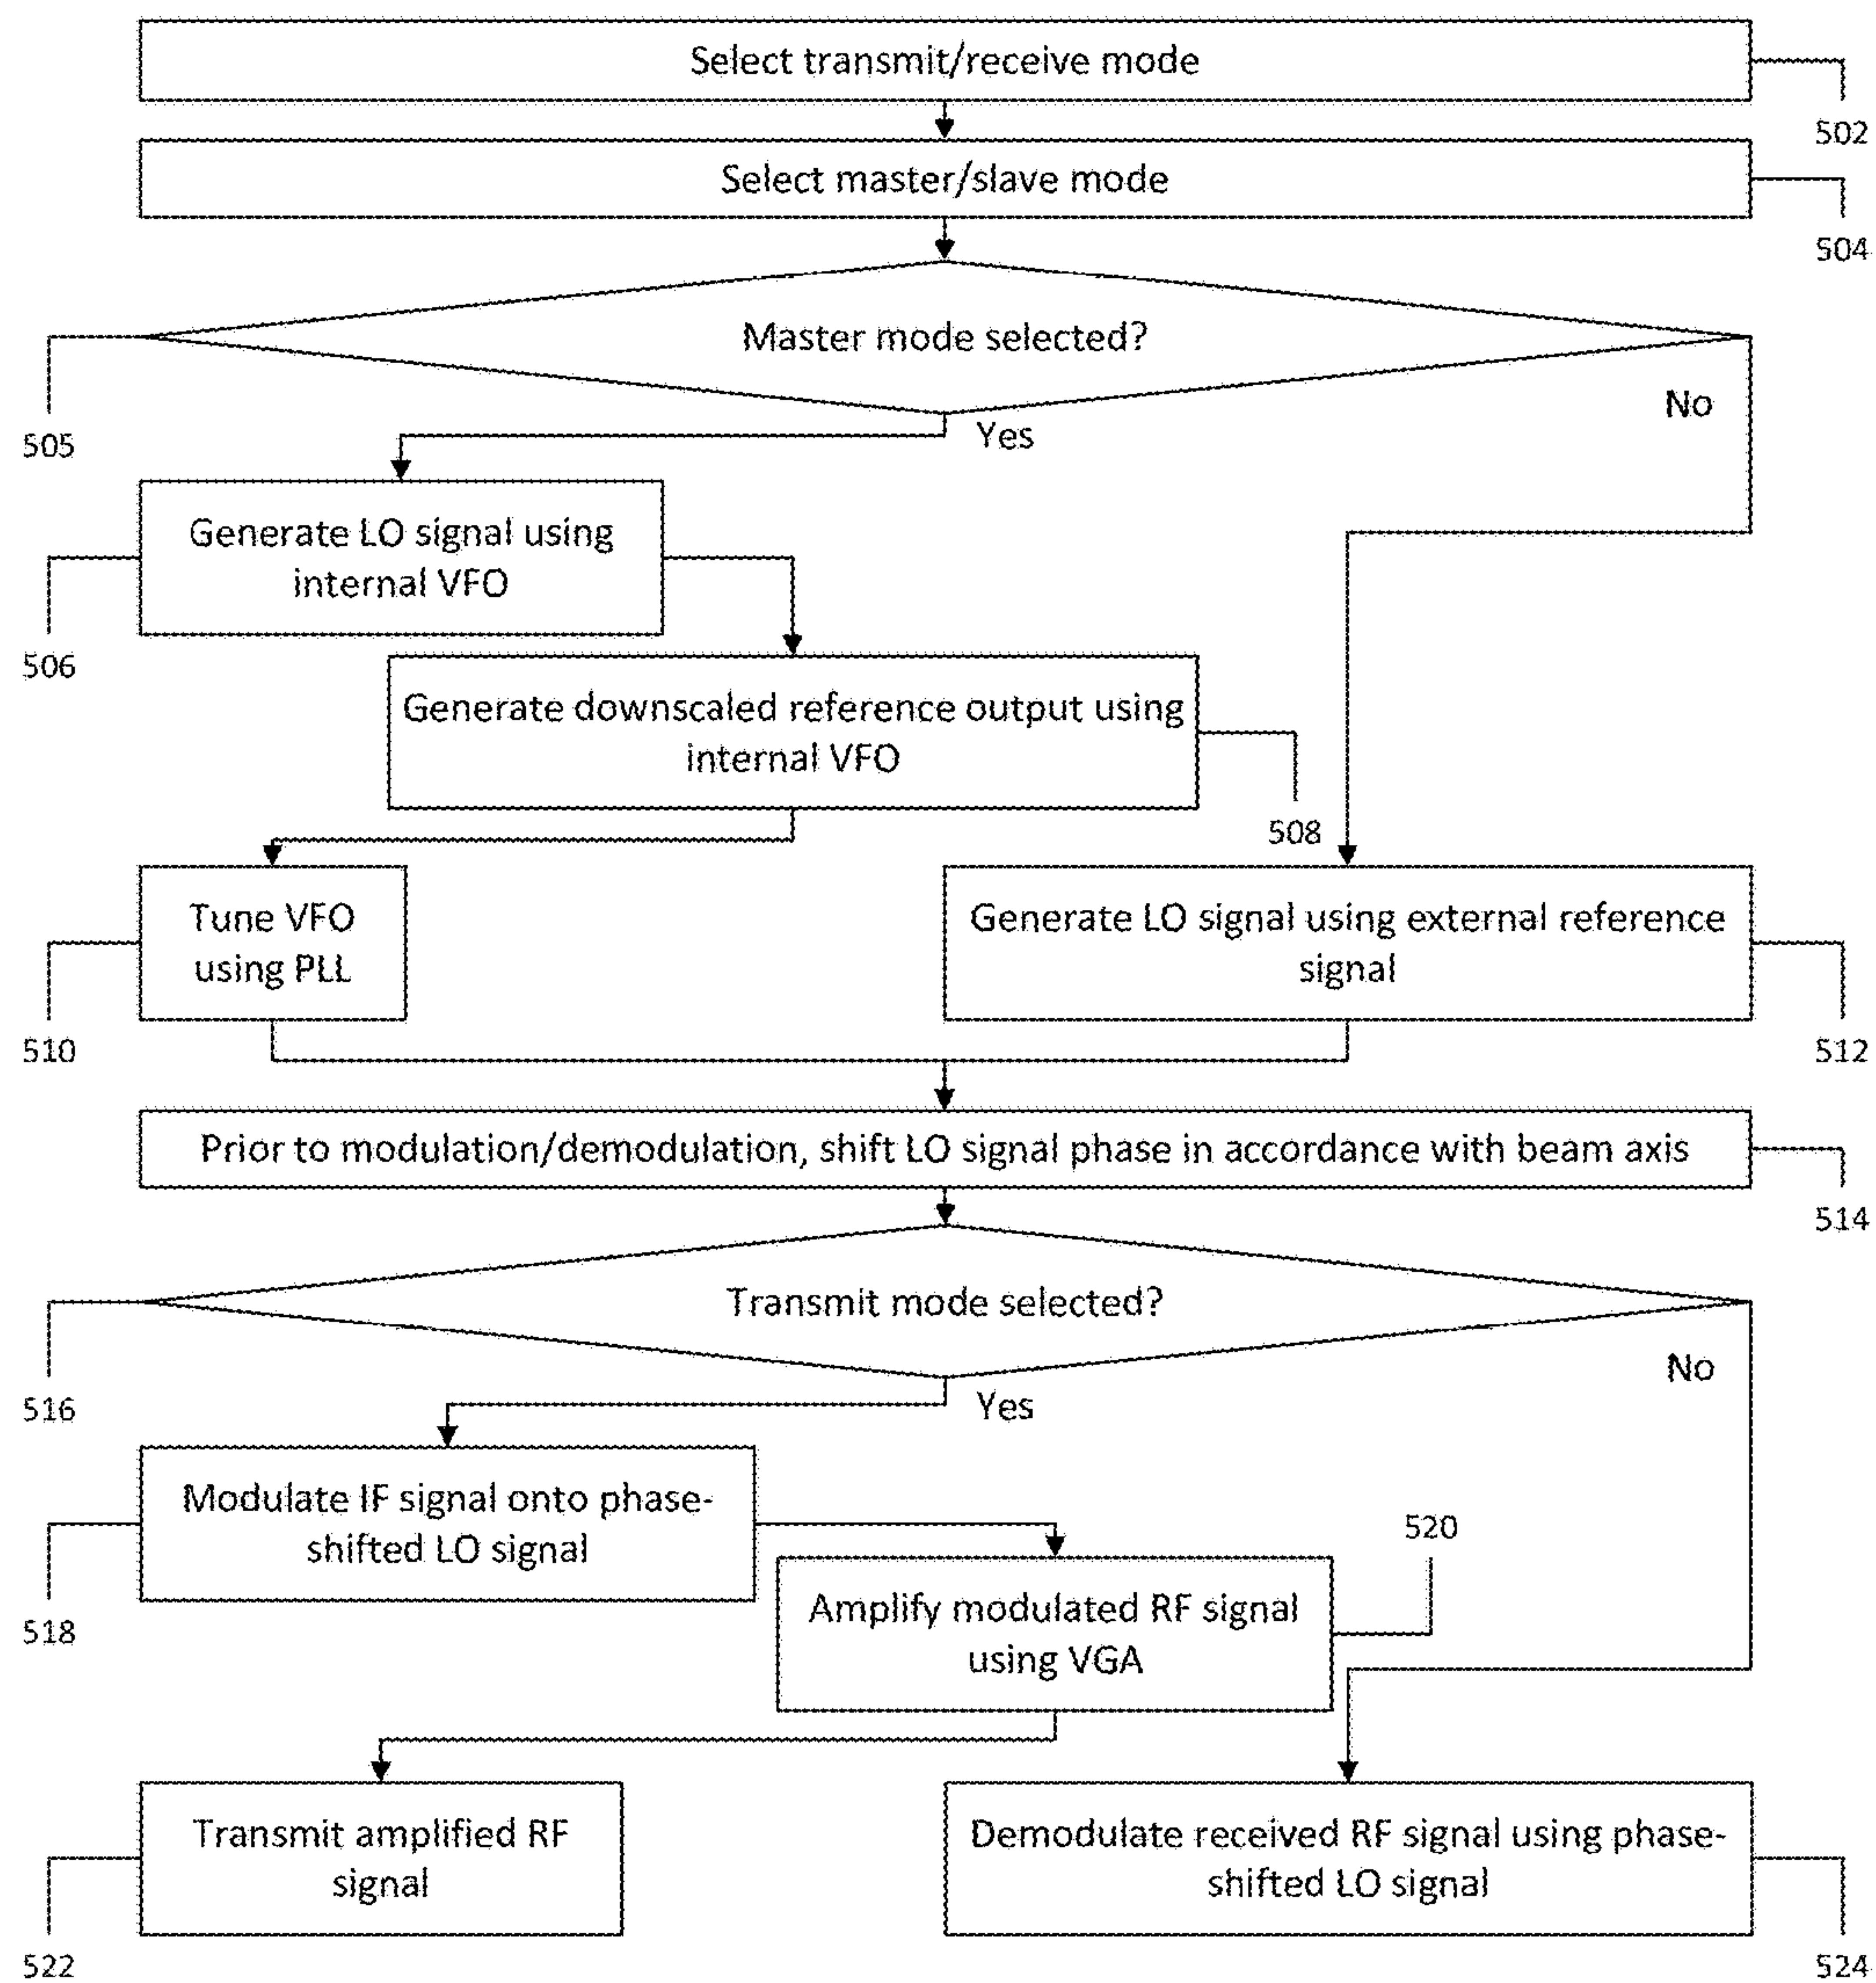 Select transmit/receive mode
502
Select master/slave mode
504
Master mode selected?
505
No
Yes
Generate LO signal using
internal VFO
506
Generate downscaled reference output using
internal VFO
508
Tune VFO
using PLL
510
Generate LO signal using external reference
signal
512
Prior to modulation/demodulation, shift LO signal phase in accordance with beam axis
514
Transmit mode selected?
516
No
Yes
Modulate IF signal onto phase-
shifted LO signal
518
520
Amplify modulated RF signal
using VGA
Transmit amplified RF
signal
522
Demodulate received RF signal using phase-
shifted LO signal
524